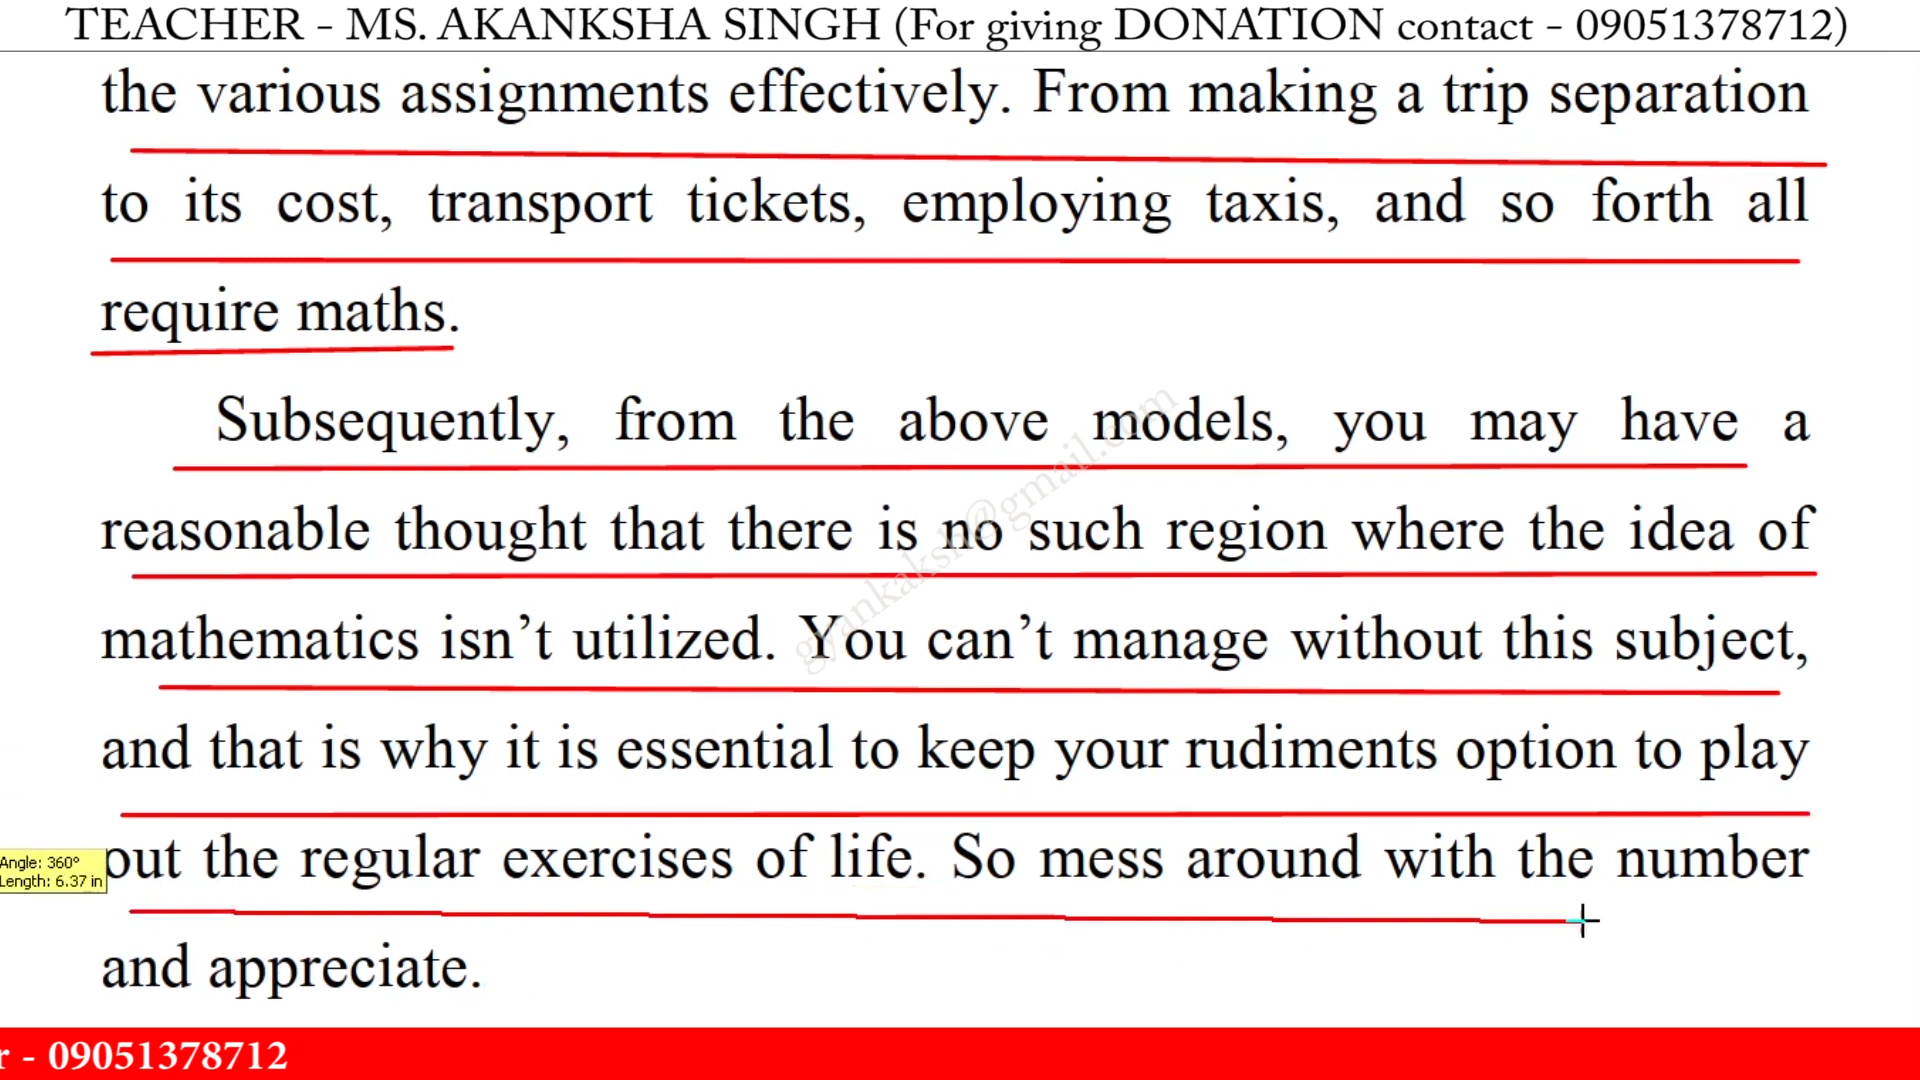 TEACHER - MS. AKANKSHA SINGH (For giving DONATION contact - 09051378712)
the various assignments effectively. From making a trip separation
to its cost, transport tickets, employing taxis, and so forth all
require maths.
Subsequently, from the above models, you may have a
reasonable thought that there is no such region where the idea of
mathematics isn’t utilized. You can’t manage without this subject,
and that is why it is essential to keep your rudiments option to play
out the regular exercises of life. So mess around with the number
and appreciate.
gyankaksh@gmail.com
Angle: 360°
Length: 6.37 in
r - 09051378712